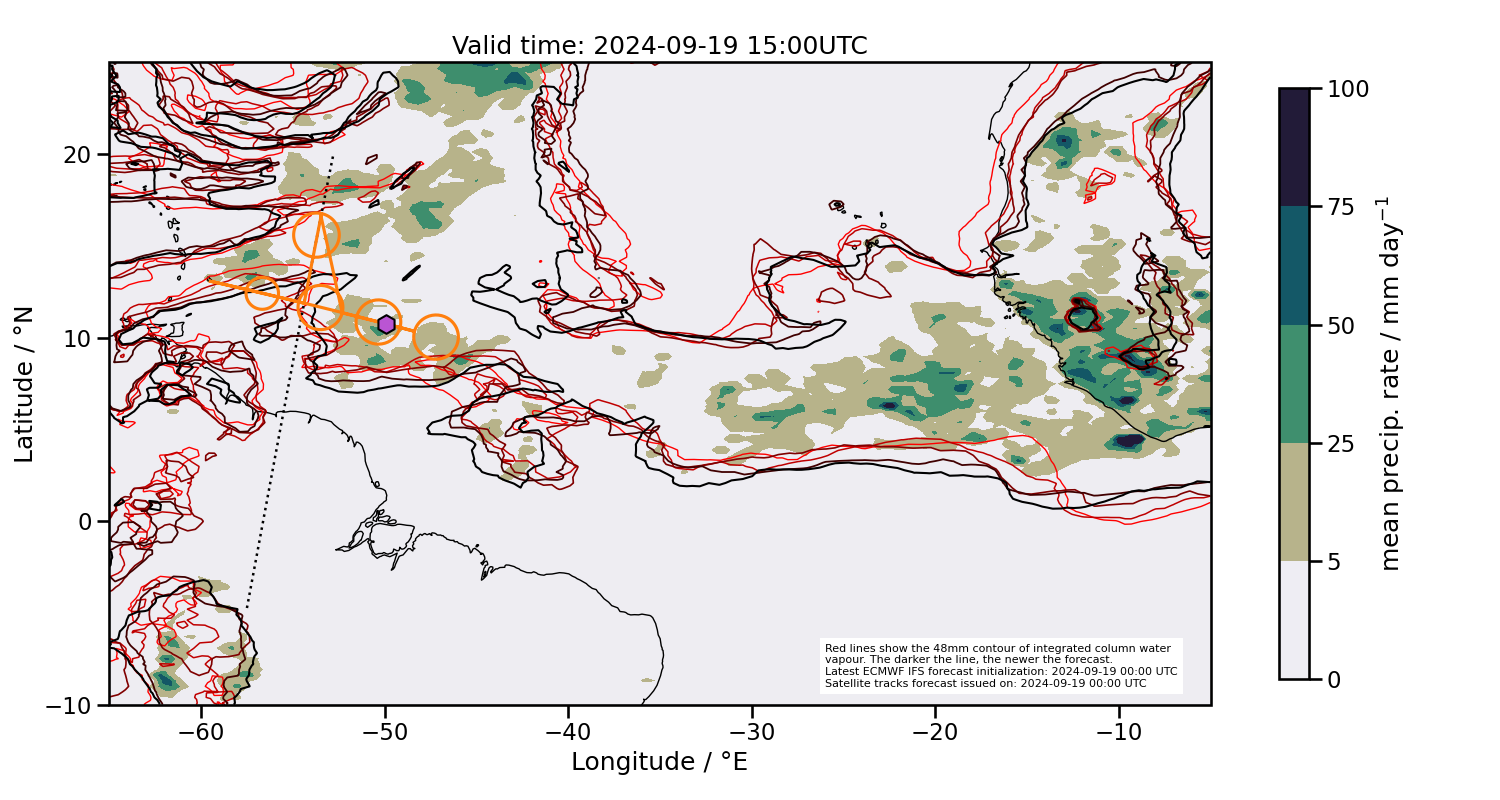 Valid time: 2024-09-19 15:00UTC
20
10
0
−10
Latitude / °N
−60
−50
−40
−30
−20
−10
Longitude / °E
Red lines show the 48mm contour of integrated column water
vapour. The darker the line, the newer the forecast.
Latest ECMWF IFS forecast initialization: 2024-09-19 00:00 UTC
Satellite tracks forecast issued on: 2024-09-19 00:00 UTC
100
75
50
25
5
0
mean precip. rate / mm day⁻¹